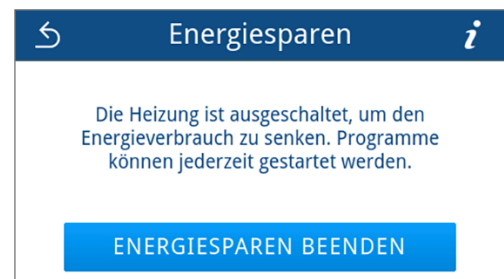 Energiesparen i
Die Heizung ist ausgeschaltet, um den
Energieverbrauch zu senken. Programme
können jederzeit gestartet werden.
ENERGIESPAREN BEENDEN